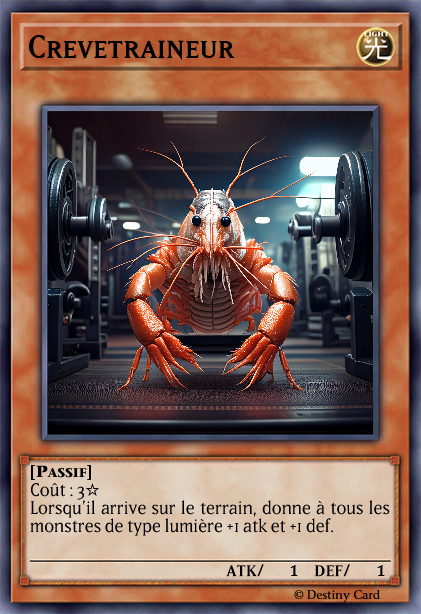 Crevetraineur
LIGHT
光
[Passif]
Coût : 3☆
Lorsqu'il arrive sur le terrain, donne à tous les
monstres de type lumière +1 atk et +1 def.
ATK/ 1 DEF/ 1
© Destiny Card